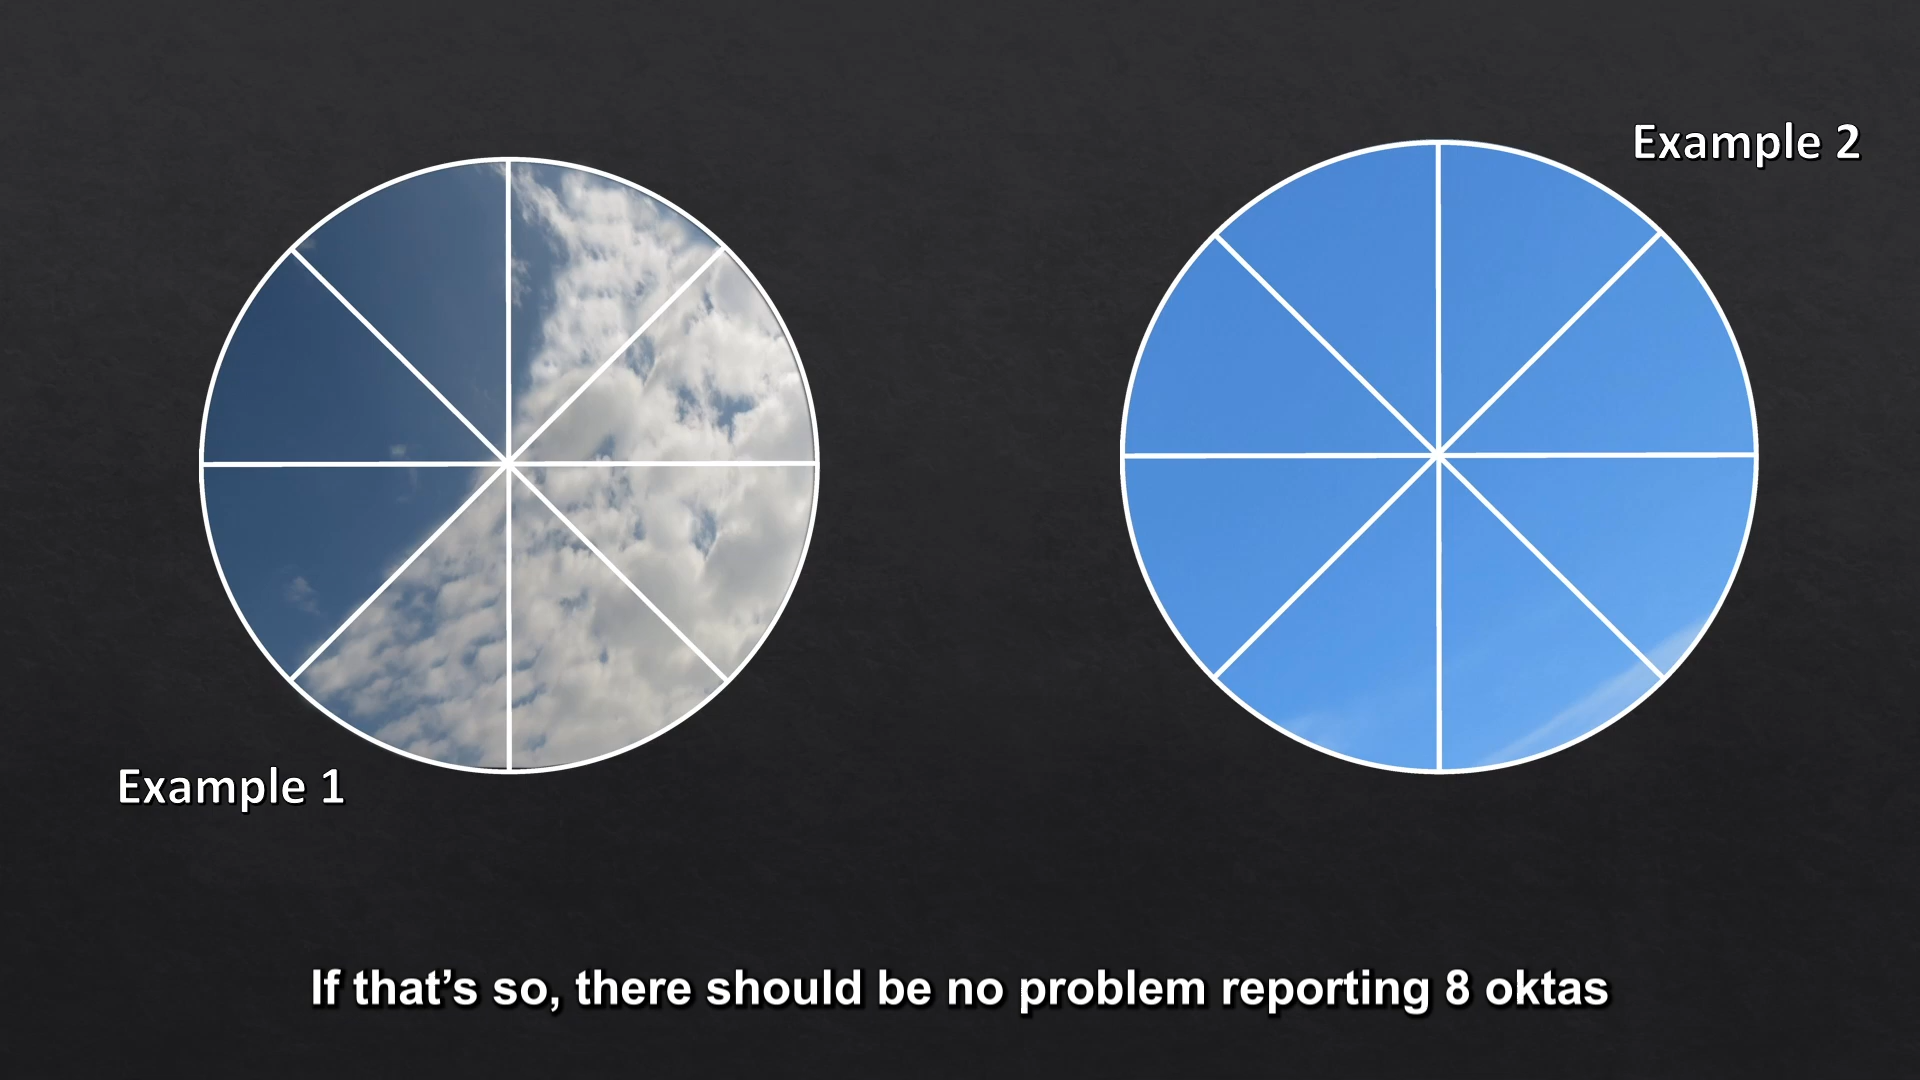 Example 2
Example 1
If that’s so, there should be no problem reporting 8 oktas